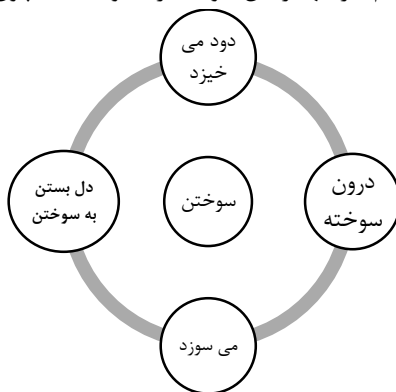 دود می
خیزد
درون
سوخته
سوختن
دل بستن
به سوختن
می سوزد